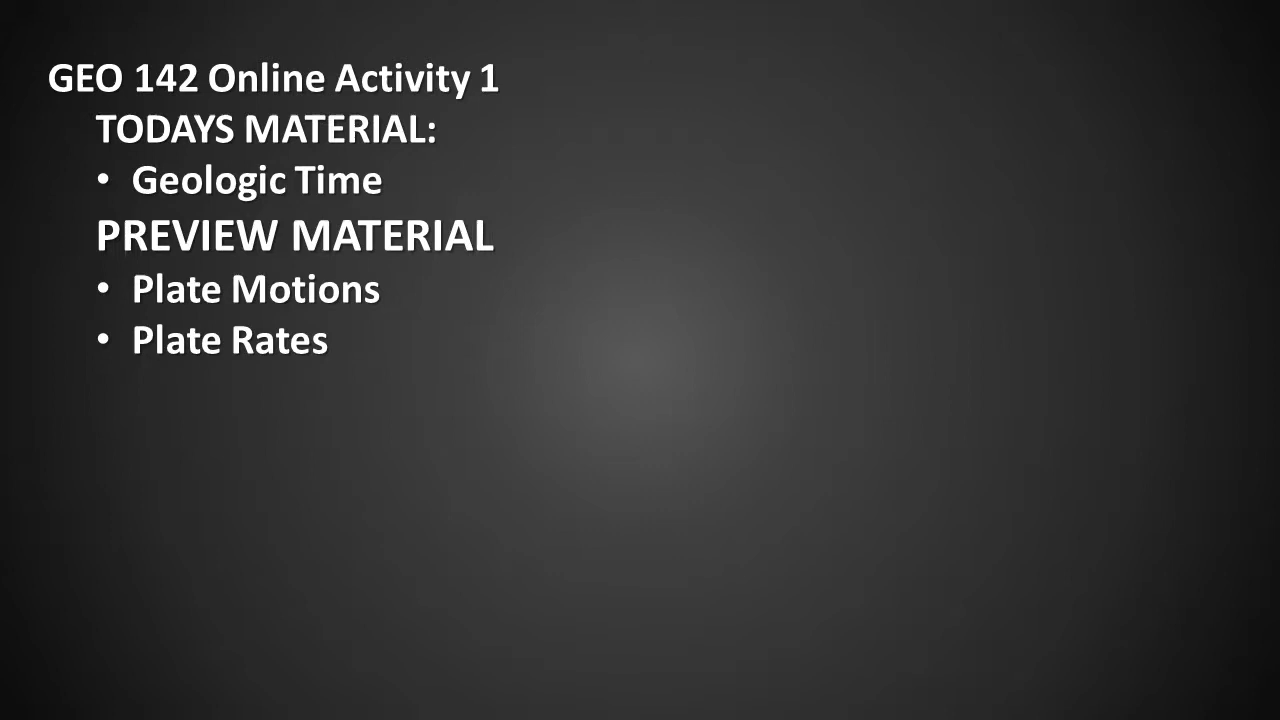 GEO 142 Online Activity 1
TODAYS MATERIAL:
• Geologic Time
PREVIEW MATERIAL
• Plate Motions
• Plate Rates